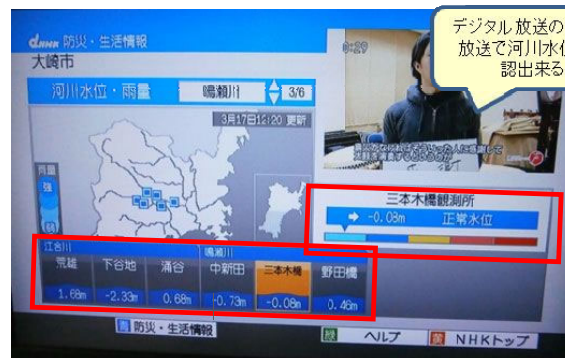 デジタル放送の
放送で河川水位
認出来る
dNHK 防災・生活情報
大崎市
0:29
河川水位・雨量 鳴瀬川 3/6
3月17日12:20 更新
雨量
強
弱
三本木橋観測所
➡ -0.08m 正常水位
江合川 鳴瀬川
荒雄 下谷地 涌谷 中新田 三本木橋 野田橋
1.68m -2.33m 0.68m -0.73m -0.08m 0.46m
青 防災・生活情報
緑 ヘルプ 黄 NHKトップ